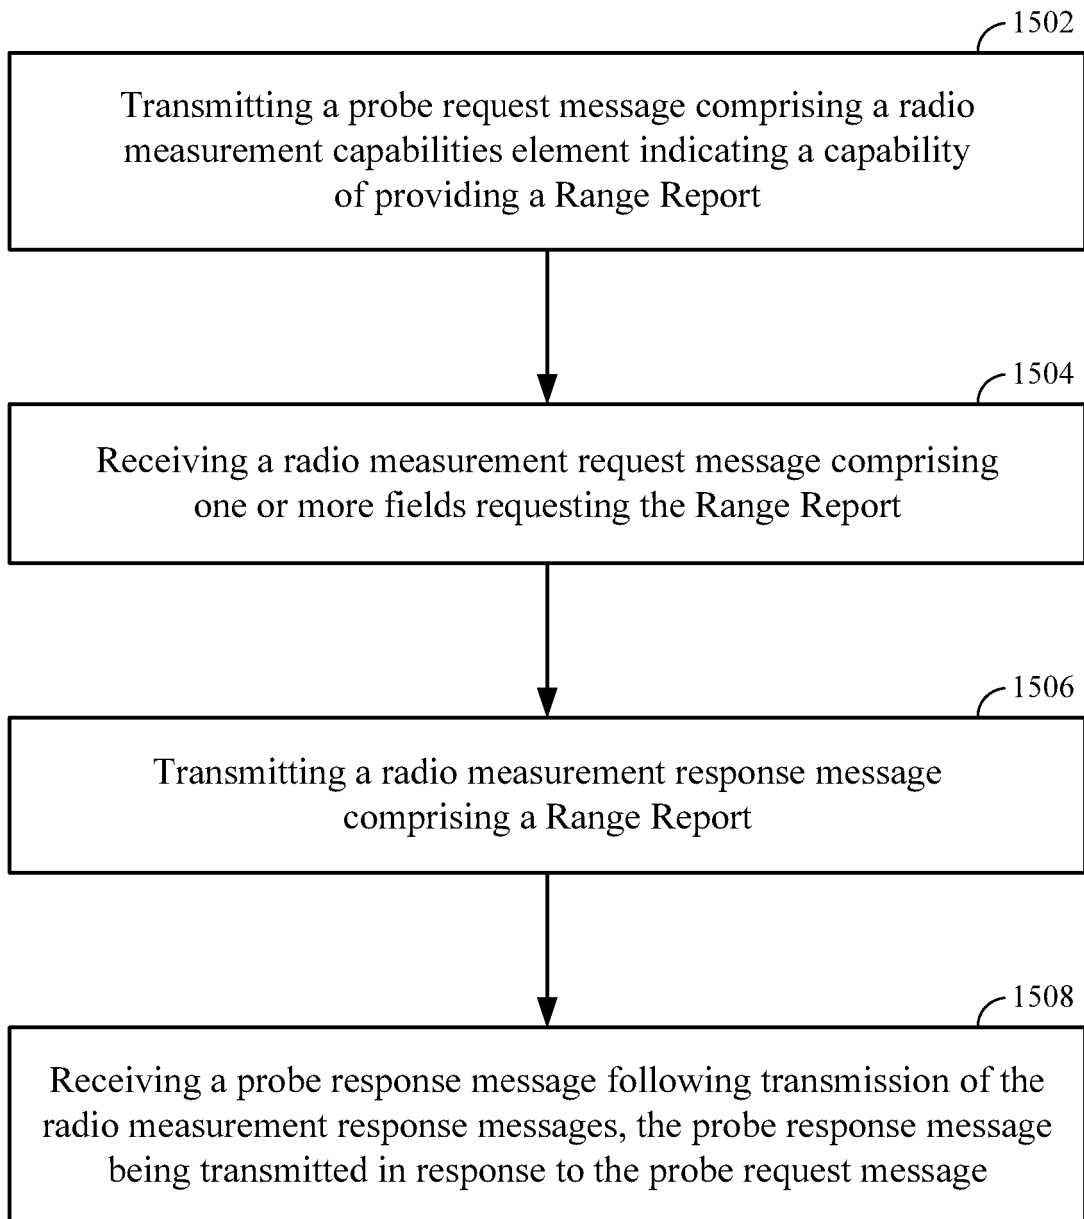 1502
Transmitting a probe request message comprising a radio
measurement capabilities element indicating a capability
of providing a Range Report
1504
Receiving a radio measurement request message comprising
one or more fields requesting the Range Report
1506
Transmitting a radio measurement response message
comprising a Range Report
1508
Receiving a probe response message following transmission of the
radio measurement response messages, the probe response message
being transmitted in response to the probe request message